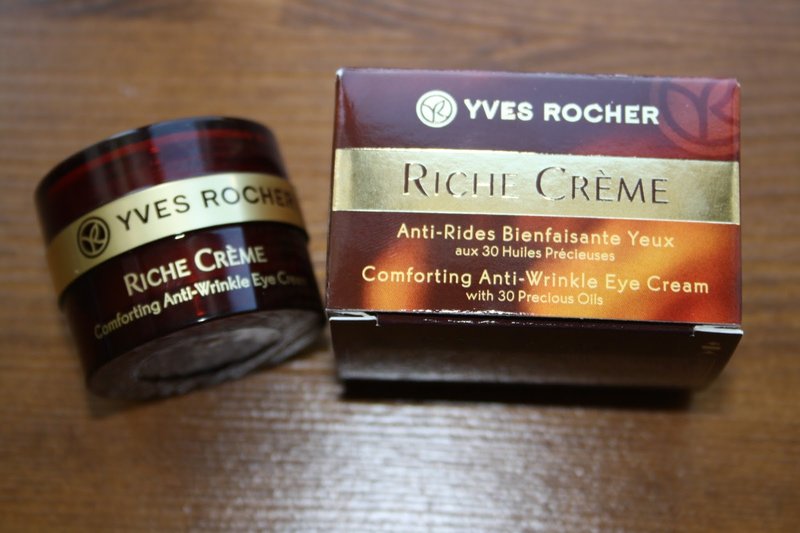 YVES ROCHER
RICHE CRÈME
Comforting Anti-Wrinkle Eye Cream
YVES ROCHER
RICHE CRÈME
Anti-Rides Bienfaisante Yeux
aux 30 Huiles Précieuses
Comforting Anti-Wrinkle Eye Cream
with 30 Precious Oils